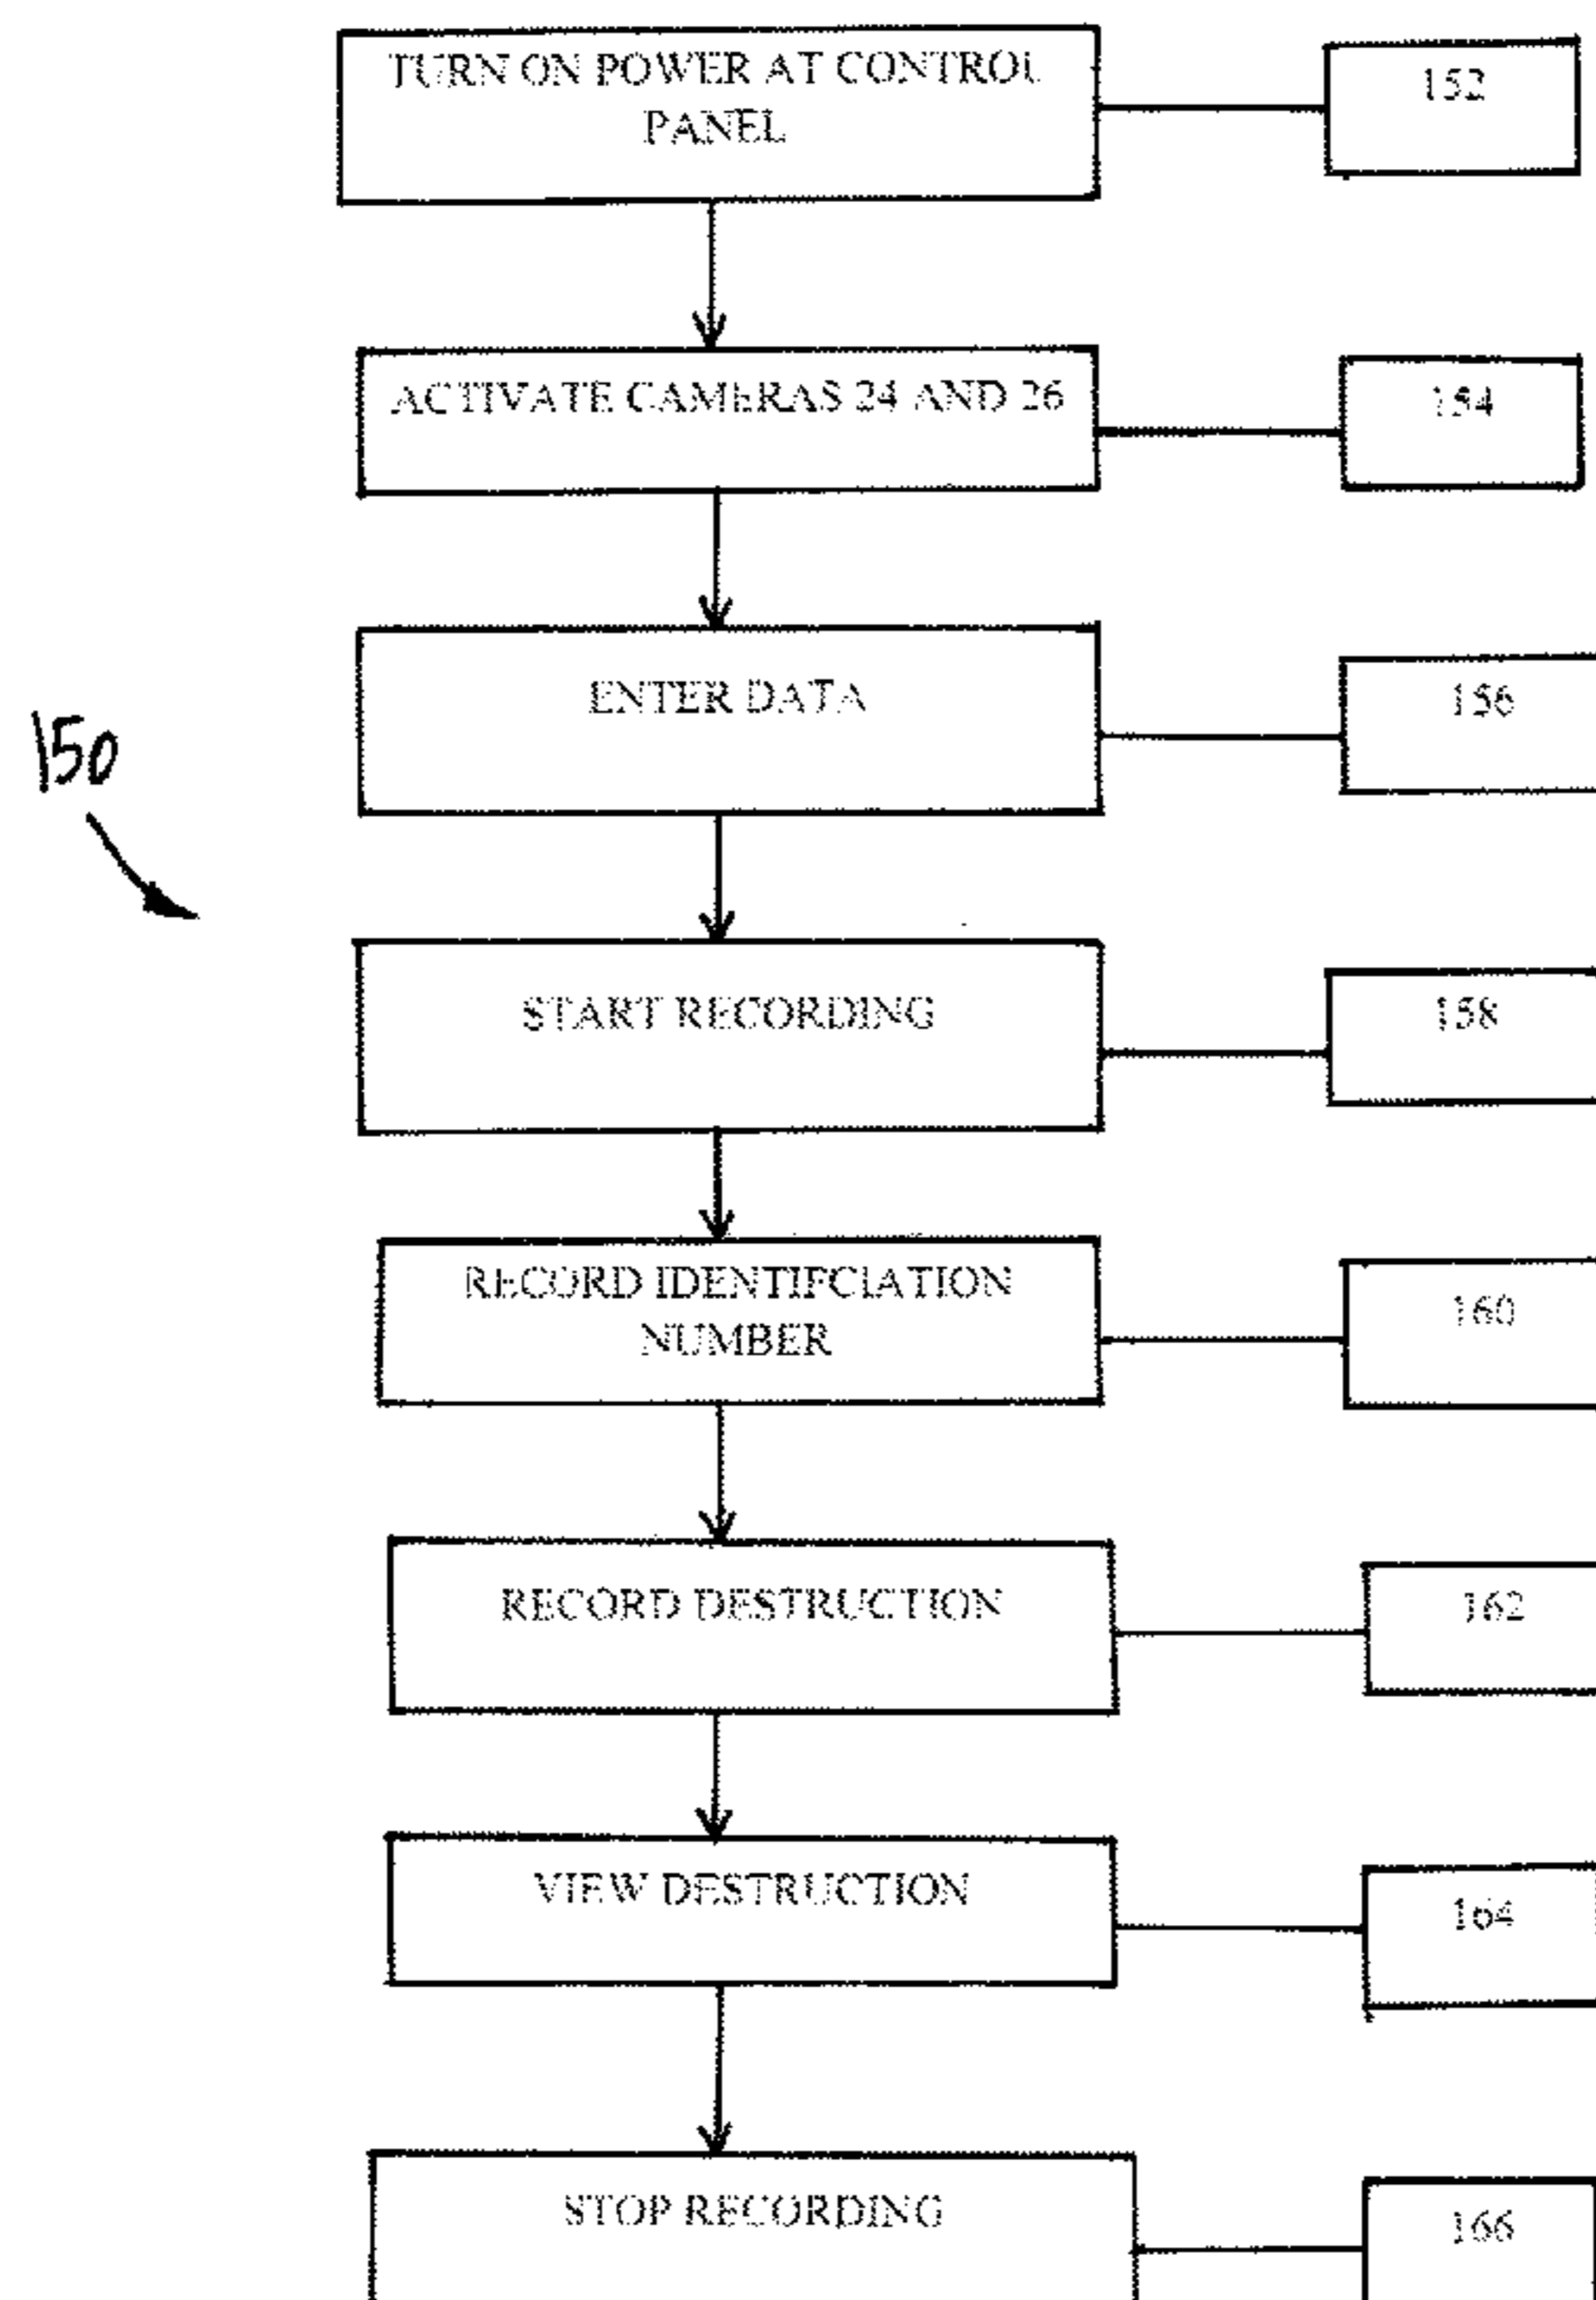 TURN ON POWER AT CONTROL
PANEL
152
ACTIVATE CAMERAS 24 AND 26
154
ENTER DATA
156
150
START RECORDING
158
RECORD IDENTIFCIATION
NUMBER
160
RECORD DESTRUCTION
162
VIEW DESTRUCTION
164
STOP RECORDING
166